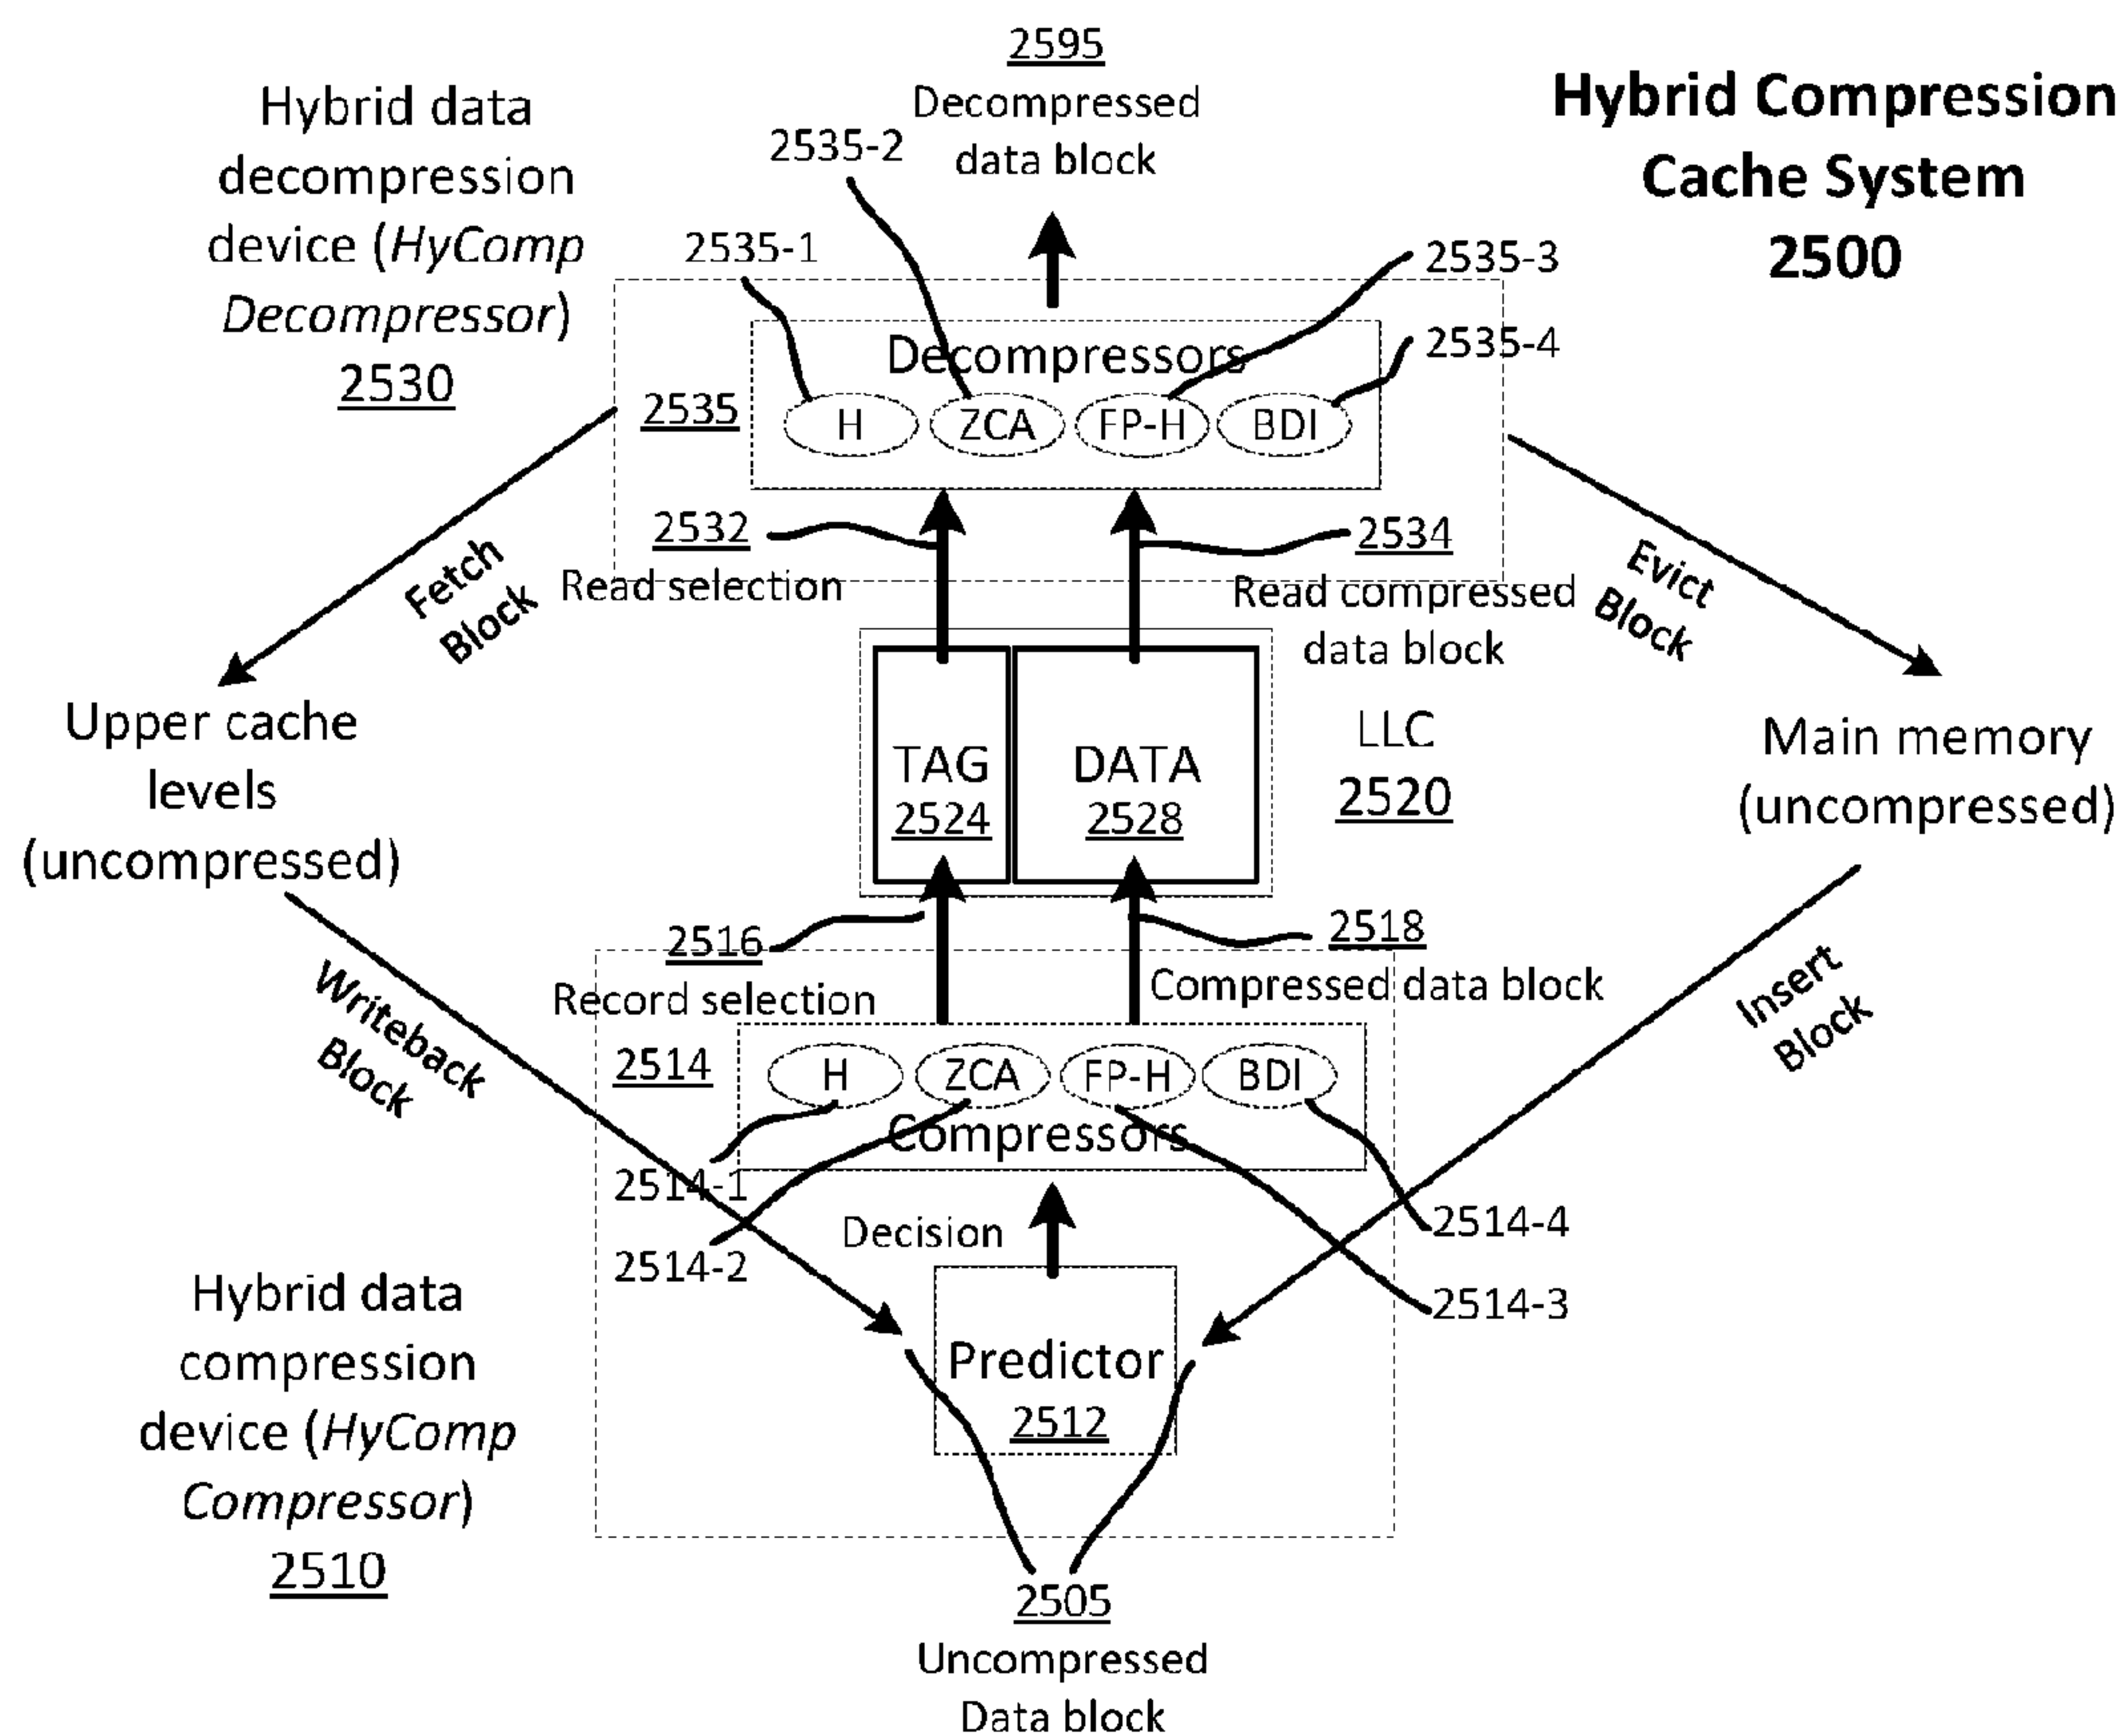 2595
Decompressed
data block
Hybrid Compression
Cache System
2500
Hybrid data
decompression
device (HyComp
Decompressor)
2530
2535-2
2535-1
2535-3
2535-4
Decompressors
2535
H
ZCA
FP-H
BDI
2532
Read selection
2534
Read compressed
data block
Fetch
Block
Evict
Block
Upper cache
levels
(uncompressed)
TAG
2524
DATA
2528
LLC
2520
Main memory
(uncompressed)
2516
Record selection
2518
Compressed data block
Writeback
Block
Insert
Block
2514
H
ZCA
FP-H
BDI
Compressors
2514-1
2514-2
2514-4
2514-3
Decision
Predictor
2512
Hybrid data
compression
device (HyComp
Compressor)
2510
2505
Uncompressed
Data block